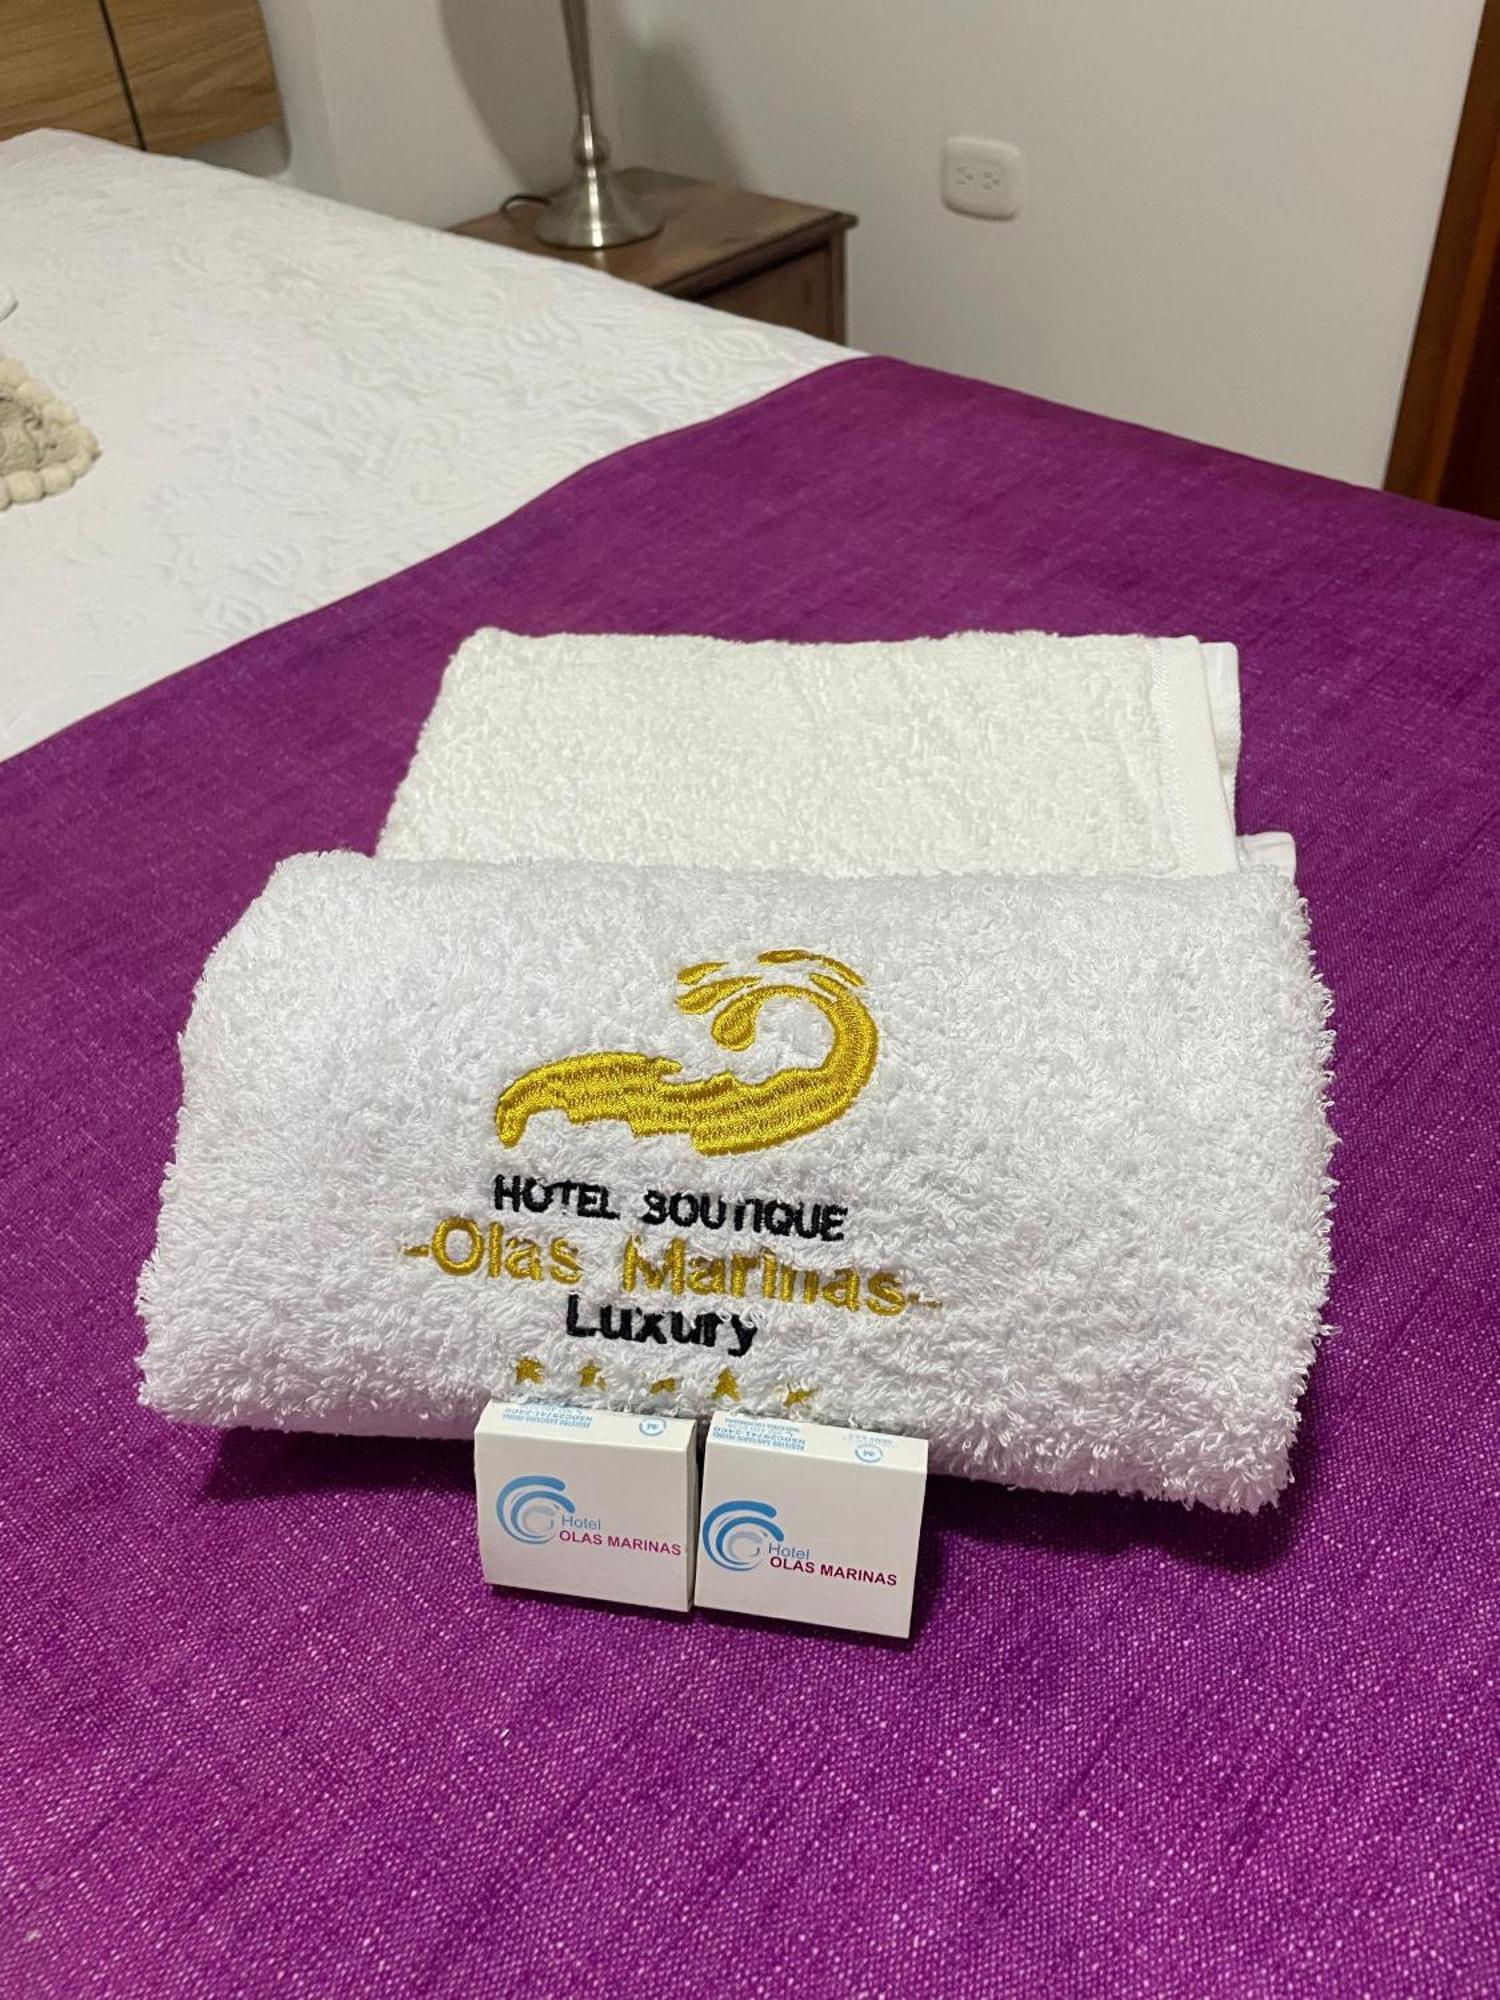 HOTEL BOUTIQUE
-Olas Marinas-
Luxury
Hotel
OLAS MARINAS
Hotel
OLAS MARINAS